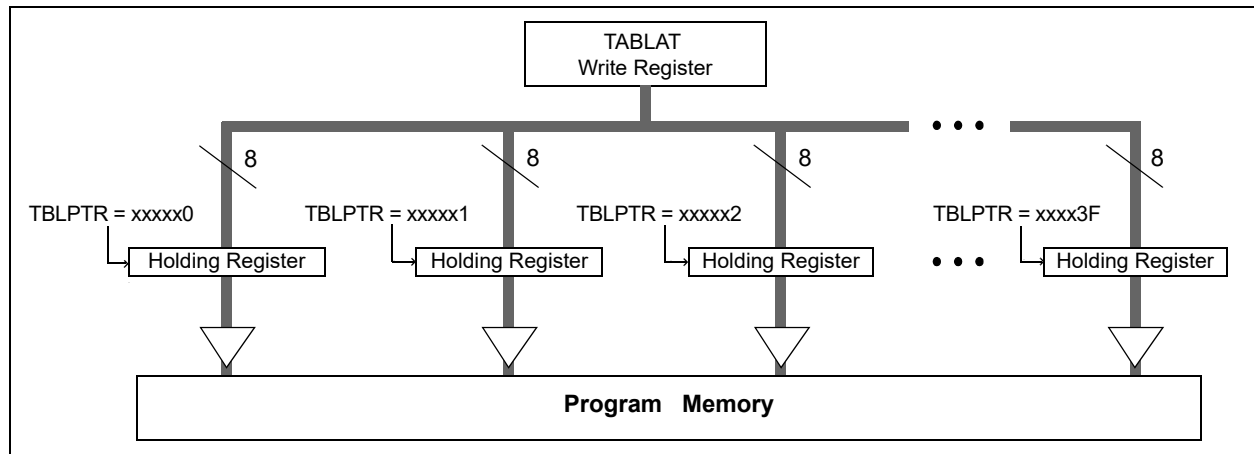 TABLAT
Write Register
• • •
8
8
8
8
TBLPTR = xxxxx0
TBLPTR = xxxxx1
TBLPTR = xxxxx2
TBLPTR = xxxx3F
Holding Register
Holding Register
Holding Register
• • •
Holding Register
Program Memory